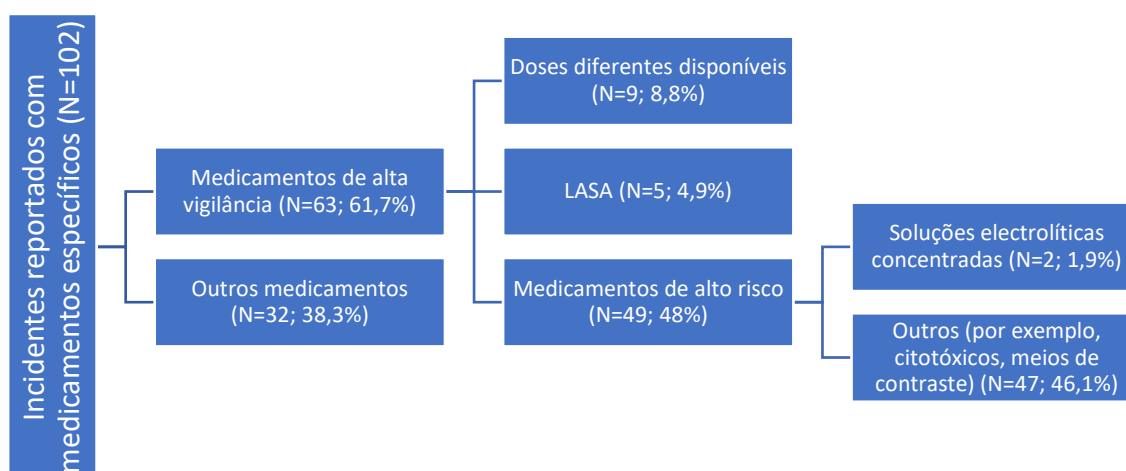 Incidentes reportados com
medicamentos específicos (N=102)
Medicamentos de alta
vigilância (N=63; 61,7%)
Outros medicamentos
(N=32; 38,3%)
Doses diferentes disponíveis
(N=9; 8,8%)
LASA (N=5; 4,9%)
Medicamentos de alto risco
(N=49; 48%)
Soluções electrolíticas
concentradas (N=2; 1,9%)
Outros (por exemplo,
citotóxicos, meios de
contraste) (N=47; 46,1%)